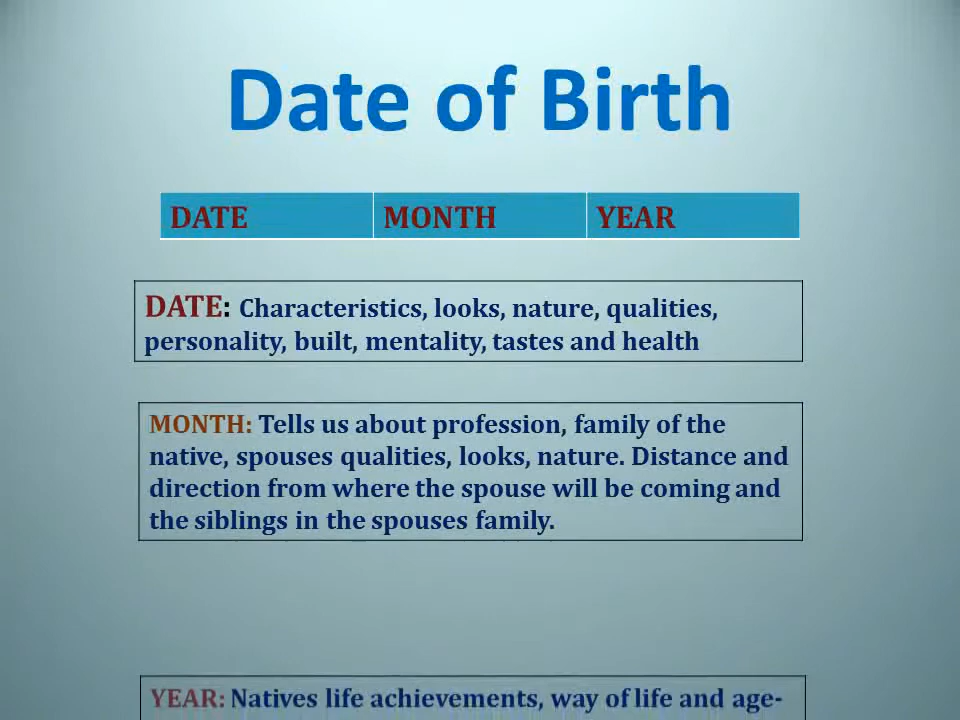 Date of Birth
DATE MONTH YEAR
DATE: Characteristics, looks, nature, qualities,
personality, built, mentality, tastes and health
MONTH: Tells us about profession, family of the
native, spouses qualities, looks, nature. Distance and
direction from where the spouse will be coming and
the siblings in the spouses family.
YEAR: Natives life achievements, way of life and age-